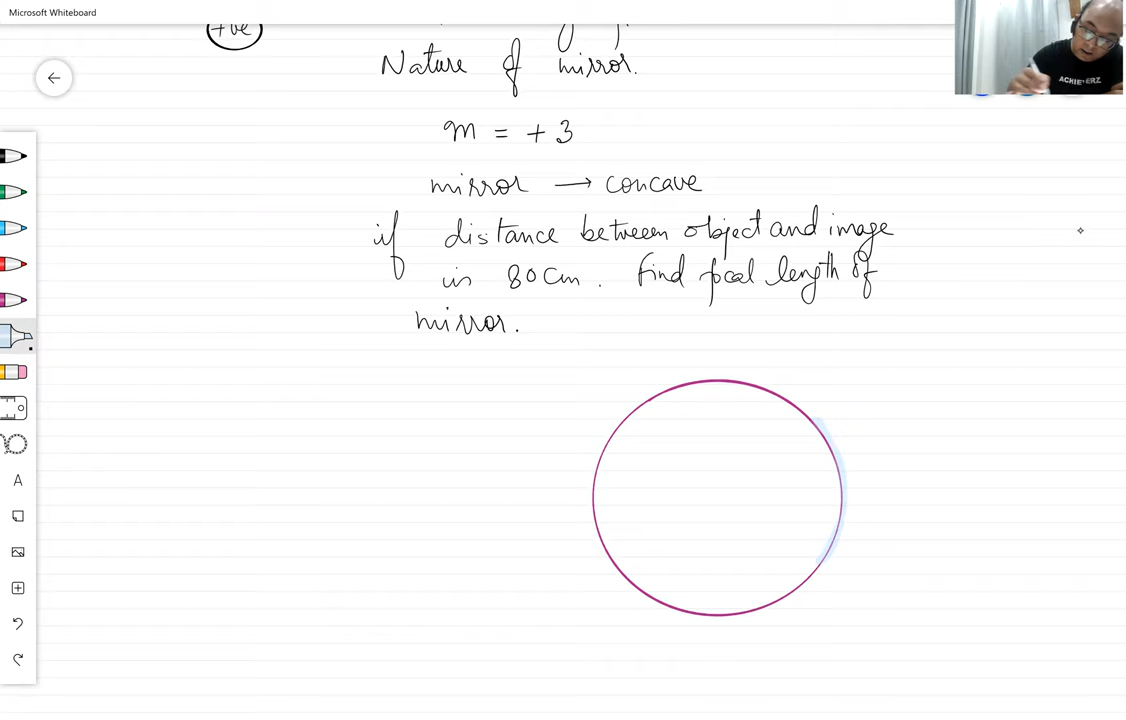 Microsoft Whiteboard
+ve
Nature of mirror.
m = +3
mirror → concave
if distance between object and image
is 80 cm. Find focal length of
mirror.
A